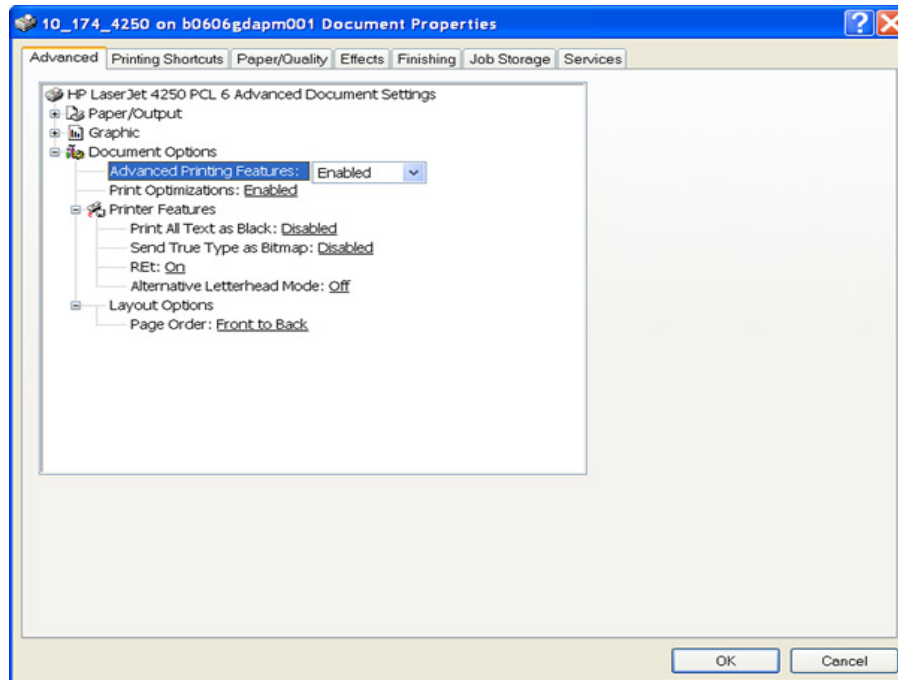 10_174_4250 on b0606gdapm001 Document Properties
Advanced Printing Shortcuts Paper/Quality Effects Finishing Job Storage Services
HP LaserJet 4250 PCL 6 Advanced Document Settings
Paper/Output
Graphic
Document Options
Advanced Printing Features: Enabled
Print Optimizations: Enabled
Printer Features
Print All Text as Black: Disabled
Send True Type as Bitmap: Disabled
REt: On
Alternative Letterhead Mode: Off
Layout Options
Page Order: Front to Back
OK Cancel